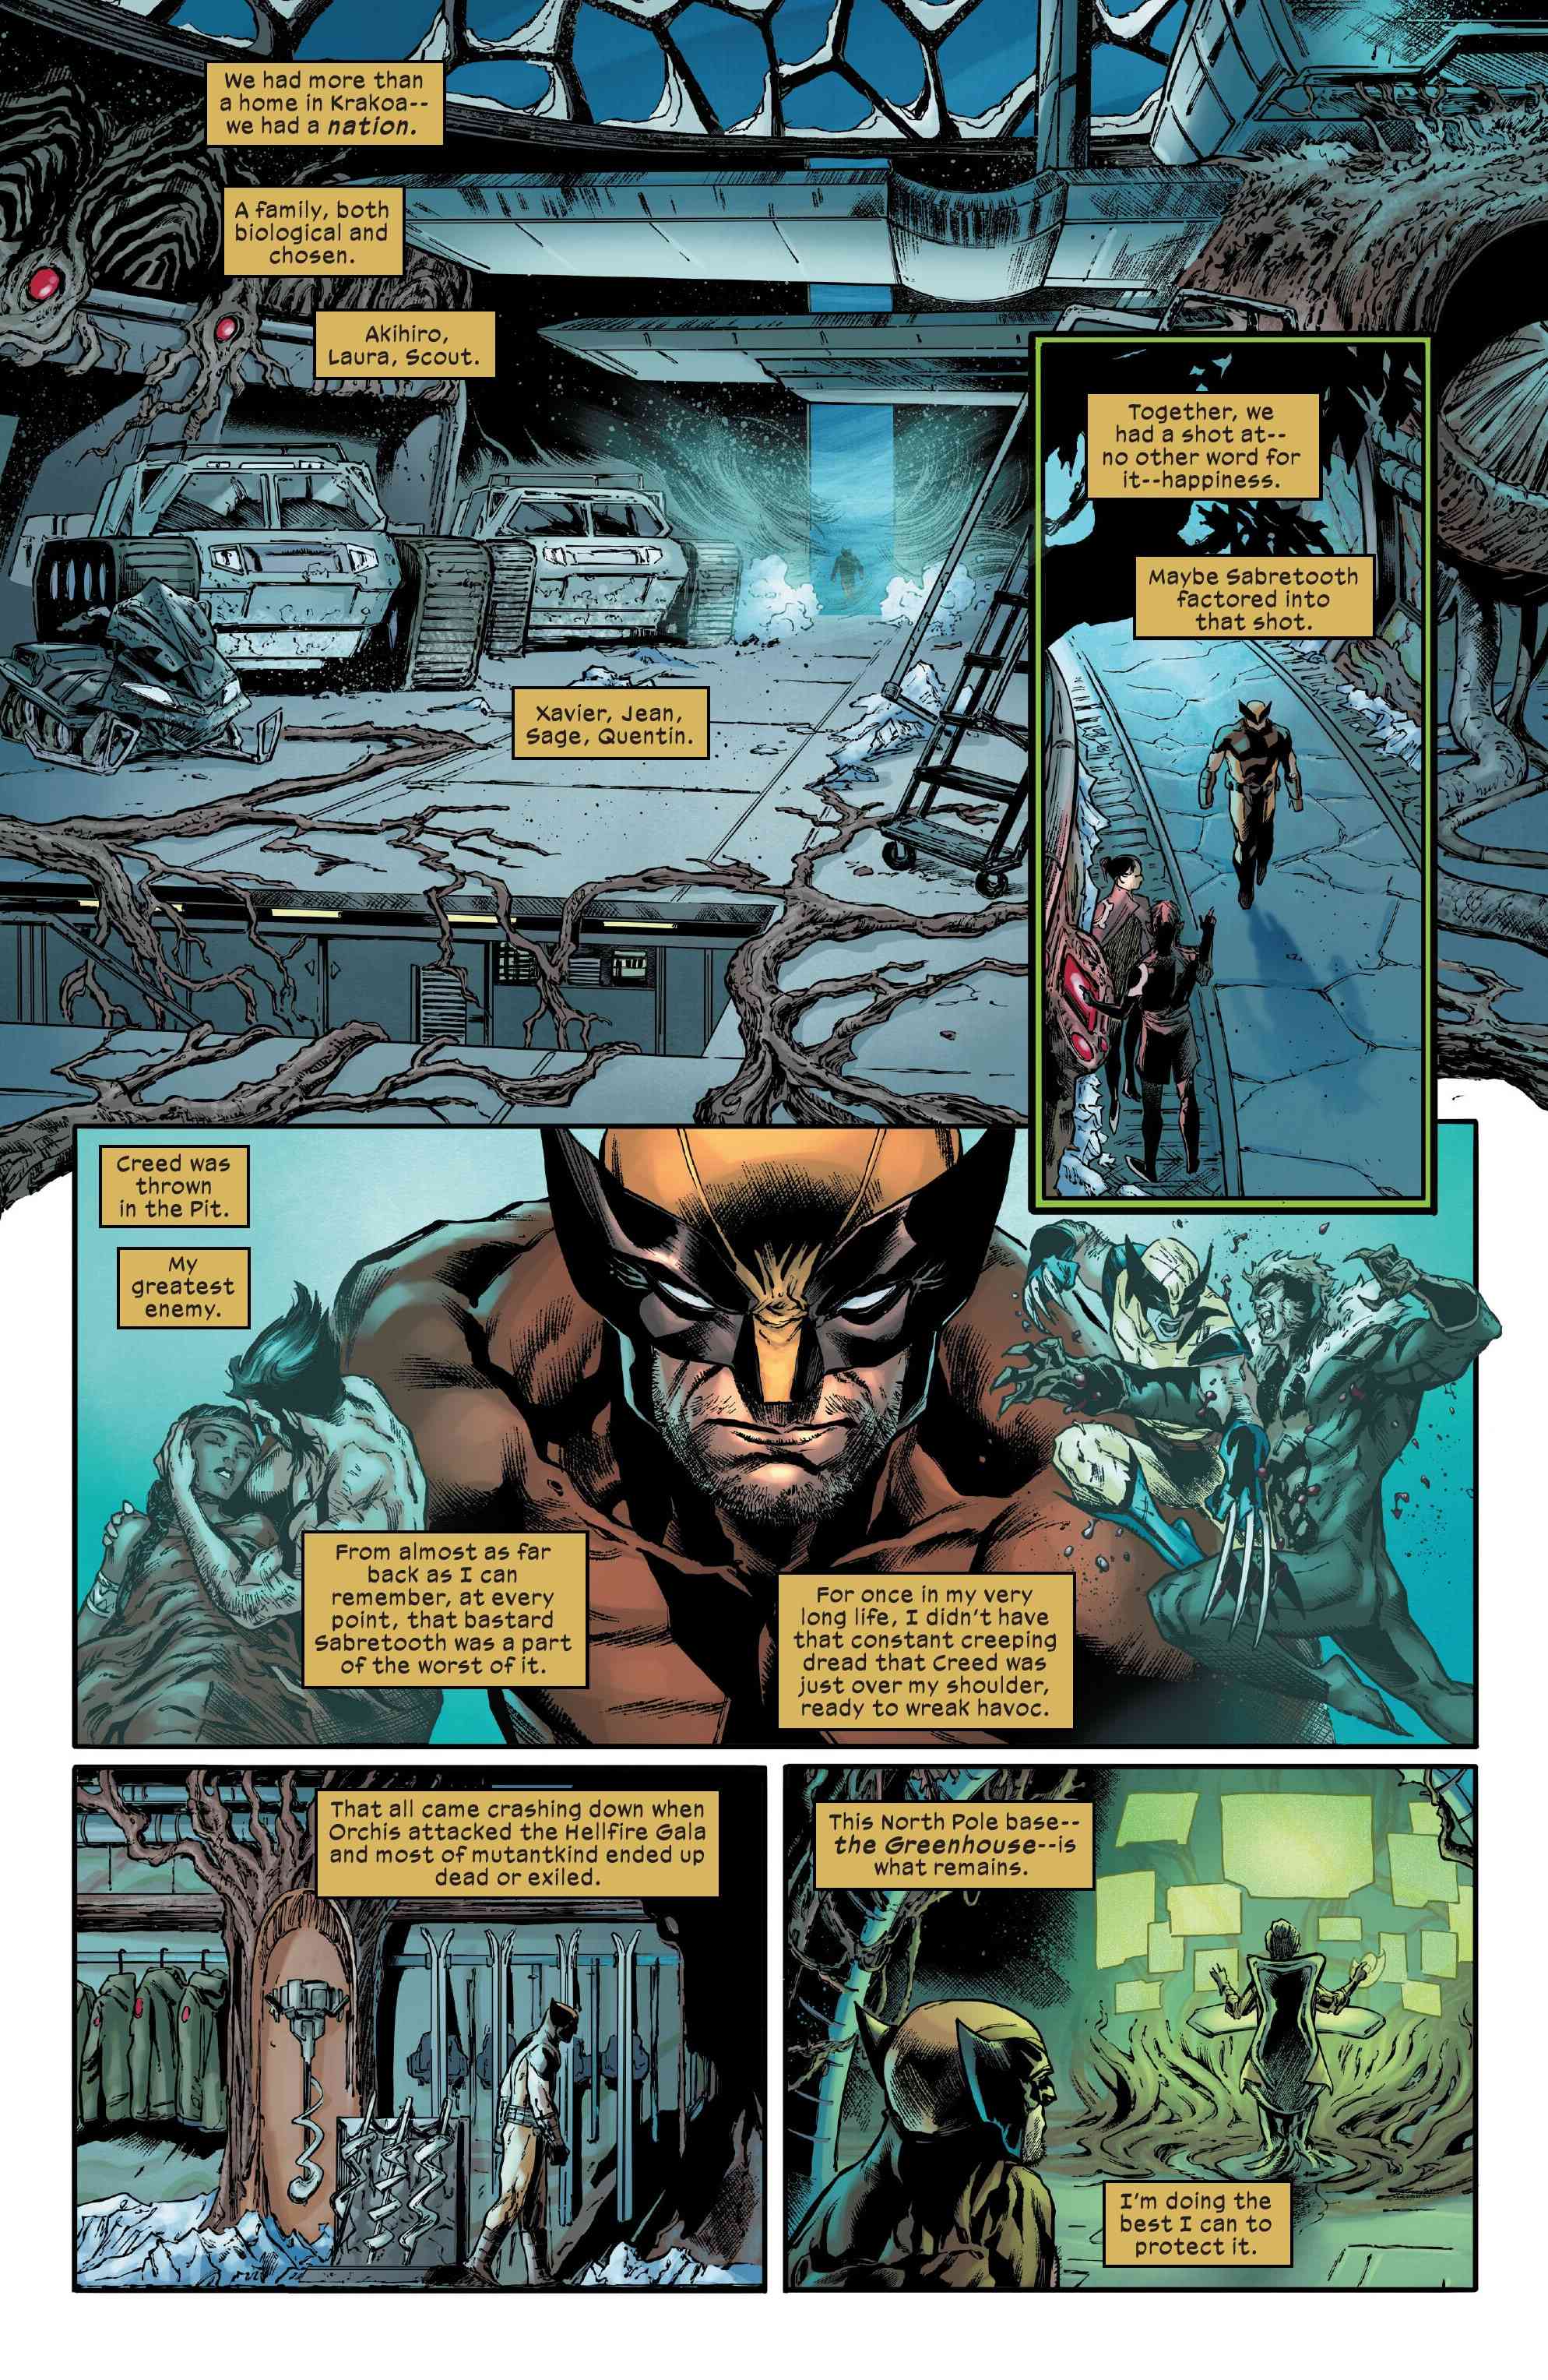 We had more than
a home in Krakoa--
we had a nation.
A family, both
biological and
chosen.
Akihiro,
Laura, Scout.
Xavier, Jean,
Sage, Quentin.
Together, we
had a shot at--
no other word for
it--happiness.
Maybe Sabretooth
factored into
that shot.
Creed was
thrown
in the Pit.
My
greatest
enemy.
From almost as far
back as I can
remember, at every
point, that bastard
Sabretooth was a part
of the worst of it.
For once in my very
long life, I didn't have
that constant creeping
dread that Creed was
just over my shoulder,
ready to wreak havoc.
That all came crashing down when
Orchis attacked the Hellfire Gala
and most of mutantkind ended up
dead or exiled.
This North Pole base--
the Greenhouse--is
what remains.
I'm doing the
best I can to
protect it.